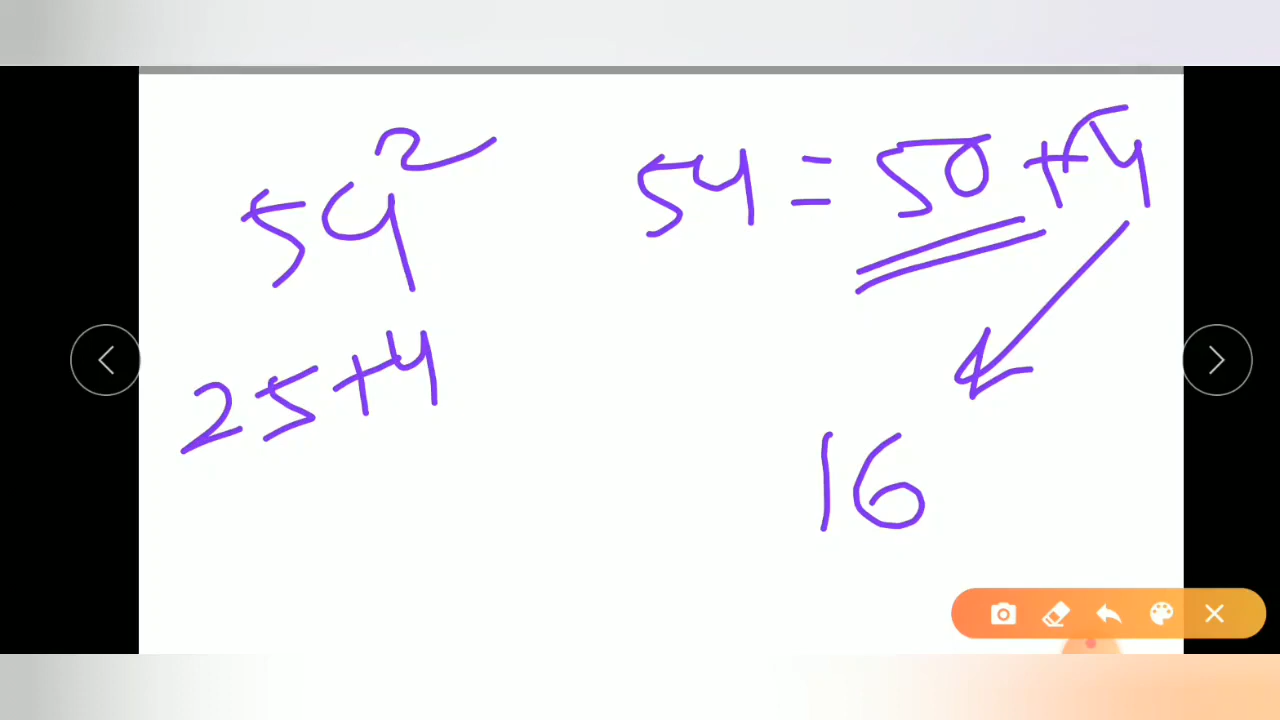 54²
54 = 50 + 4
25 + 4
16